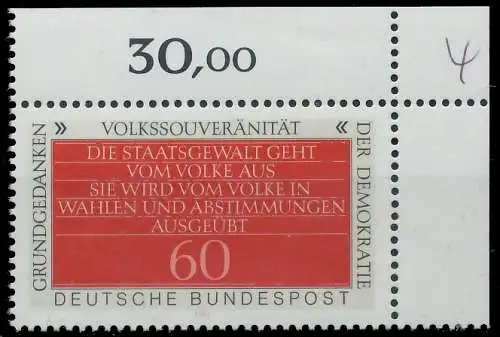 30,00
4
GRUNDGEDANKEN
» VOLKSSOUVERÄNITÄT «
DER DEMOKRATIE
DIE STAATSGEWALT GEHT
VOM VOLKE AUS
SIE WIRD VOM VOLKE IN
WAHLEN UND ABSTIMMUNGEN
AUSGEÜBT
60
DEUTSCHE BUNDESPOST